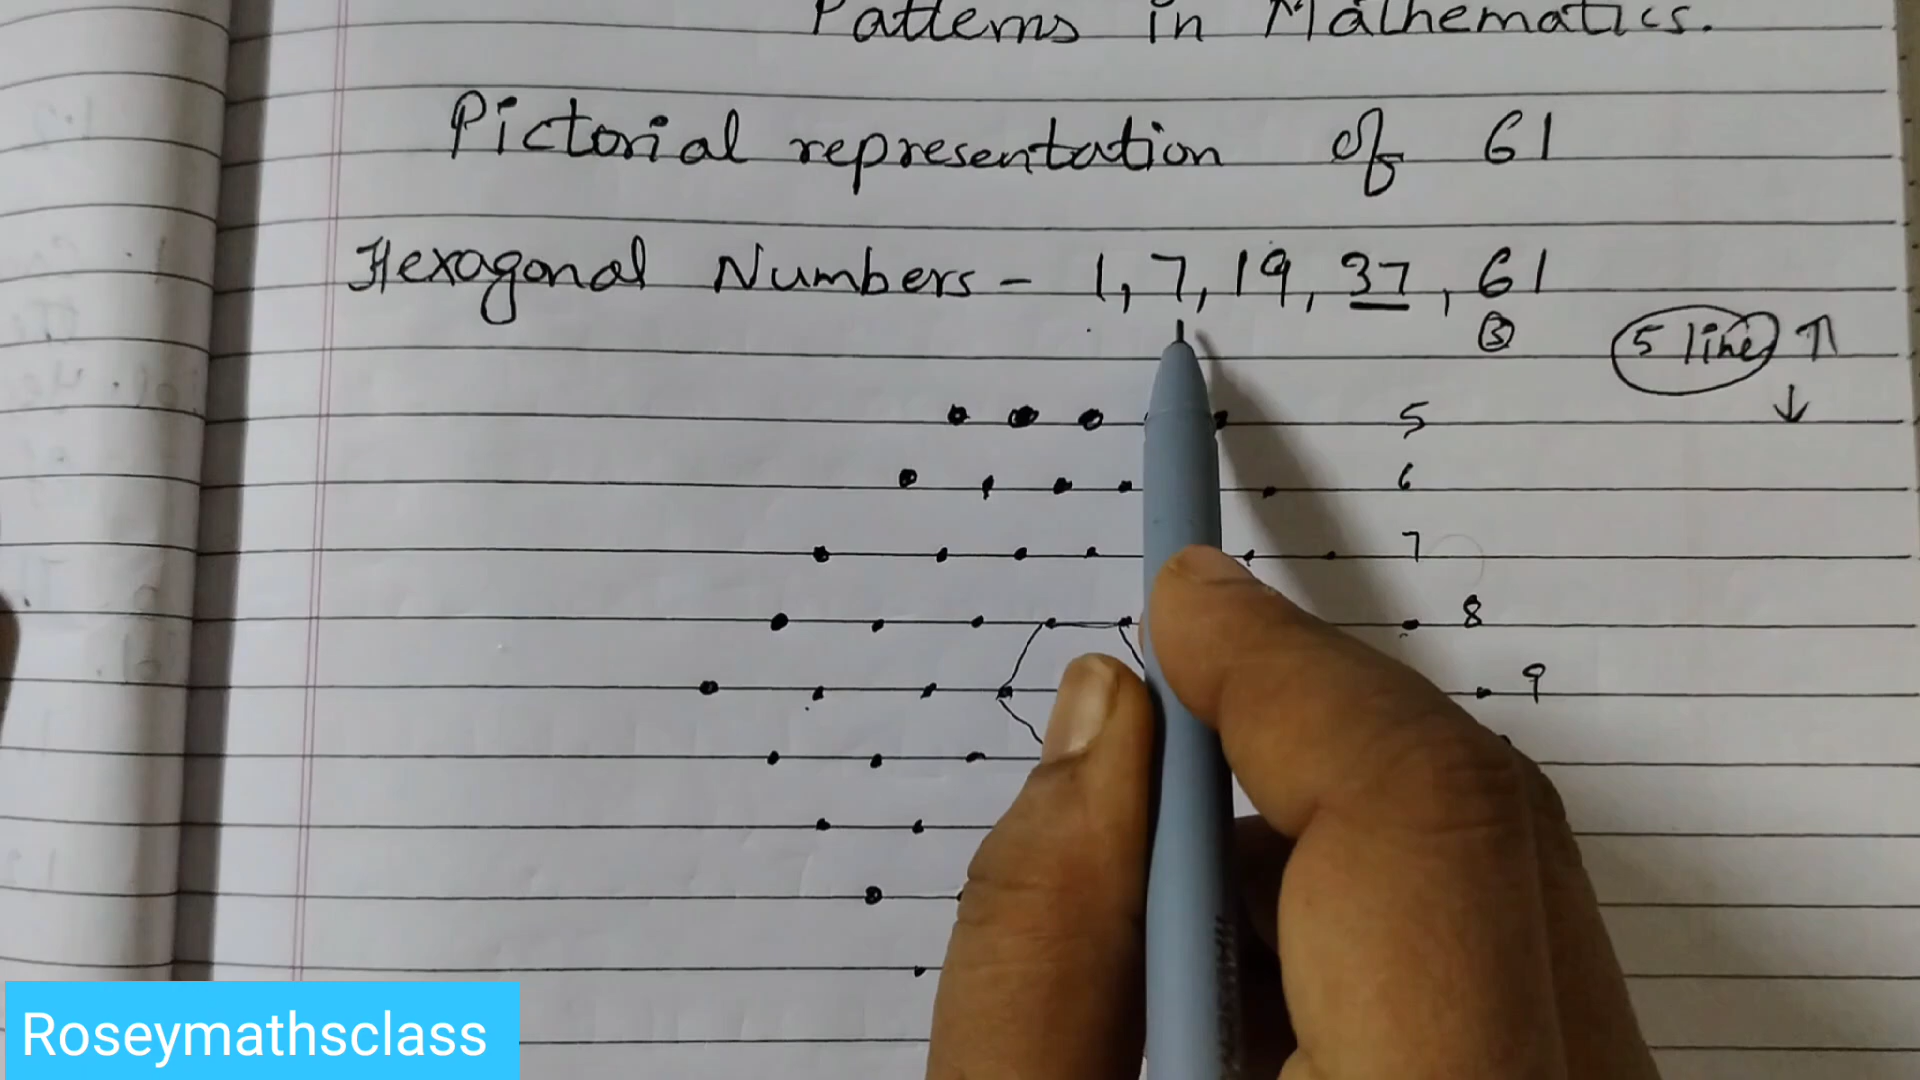 Patterns in Mathematics.
Pictorial representation of 61
Hexagonal Numbers - 1, 7, 19, 37, 61
5
5 line
5
6
7
8
9
Roseymathsclass